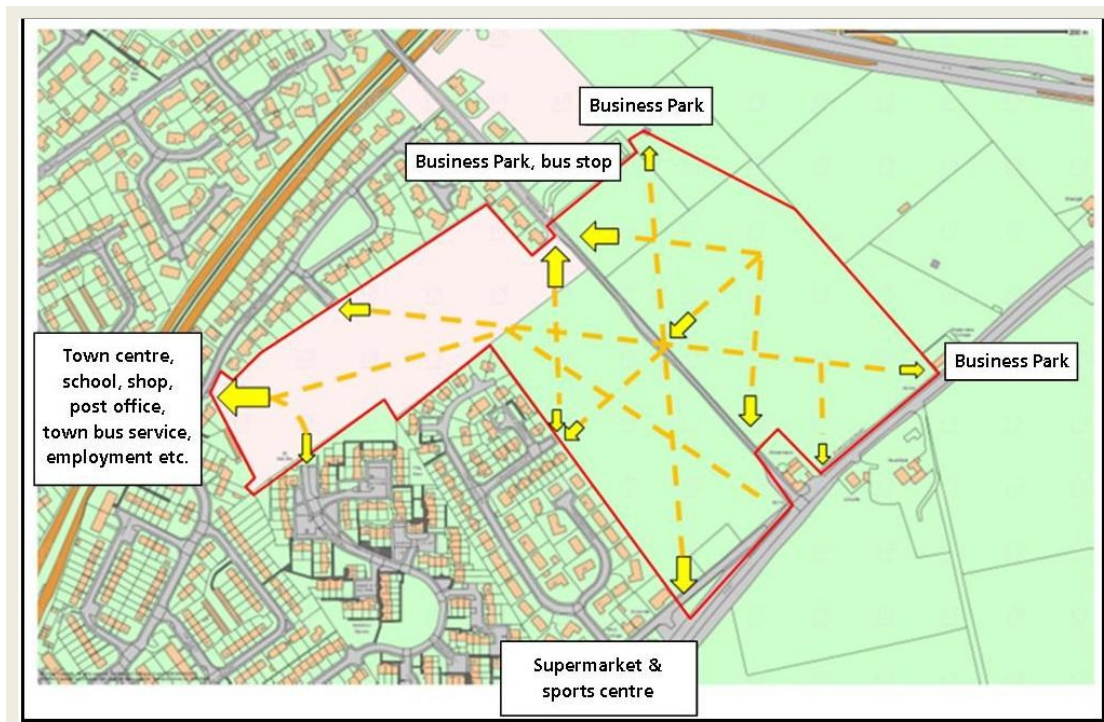 200 m
Business Park
Business Park, bus stop
Business Park
Town centre,
school, shop,
post office,
town bus service,
employment etc.
Supermarket &
sports centre